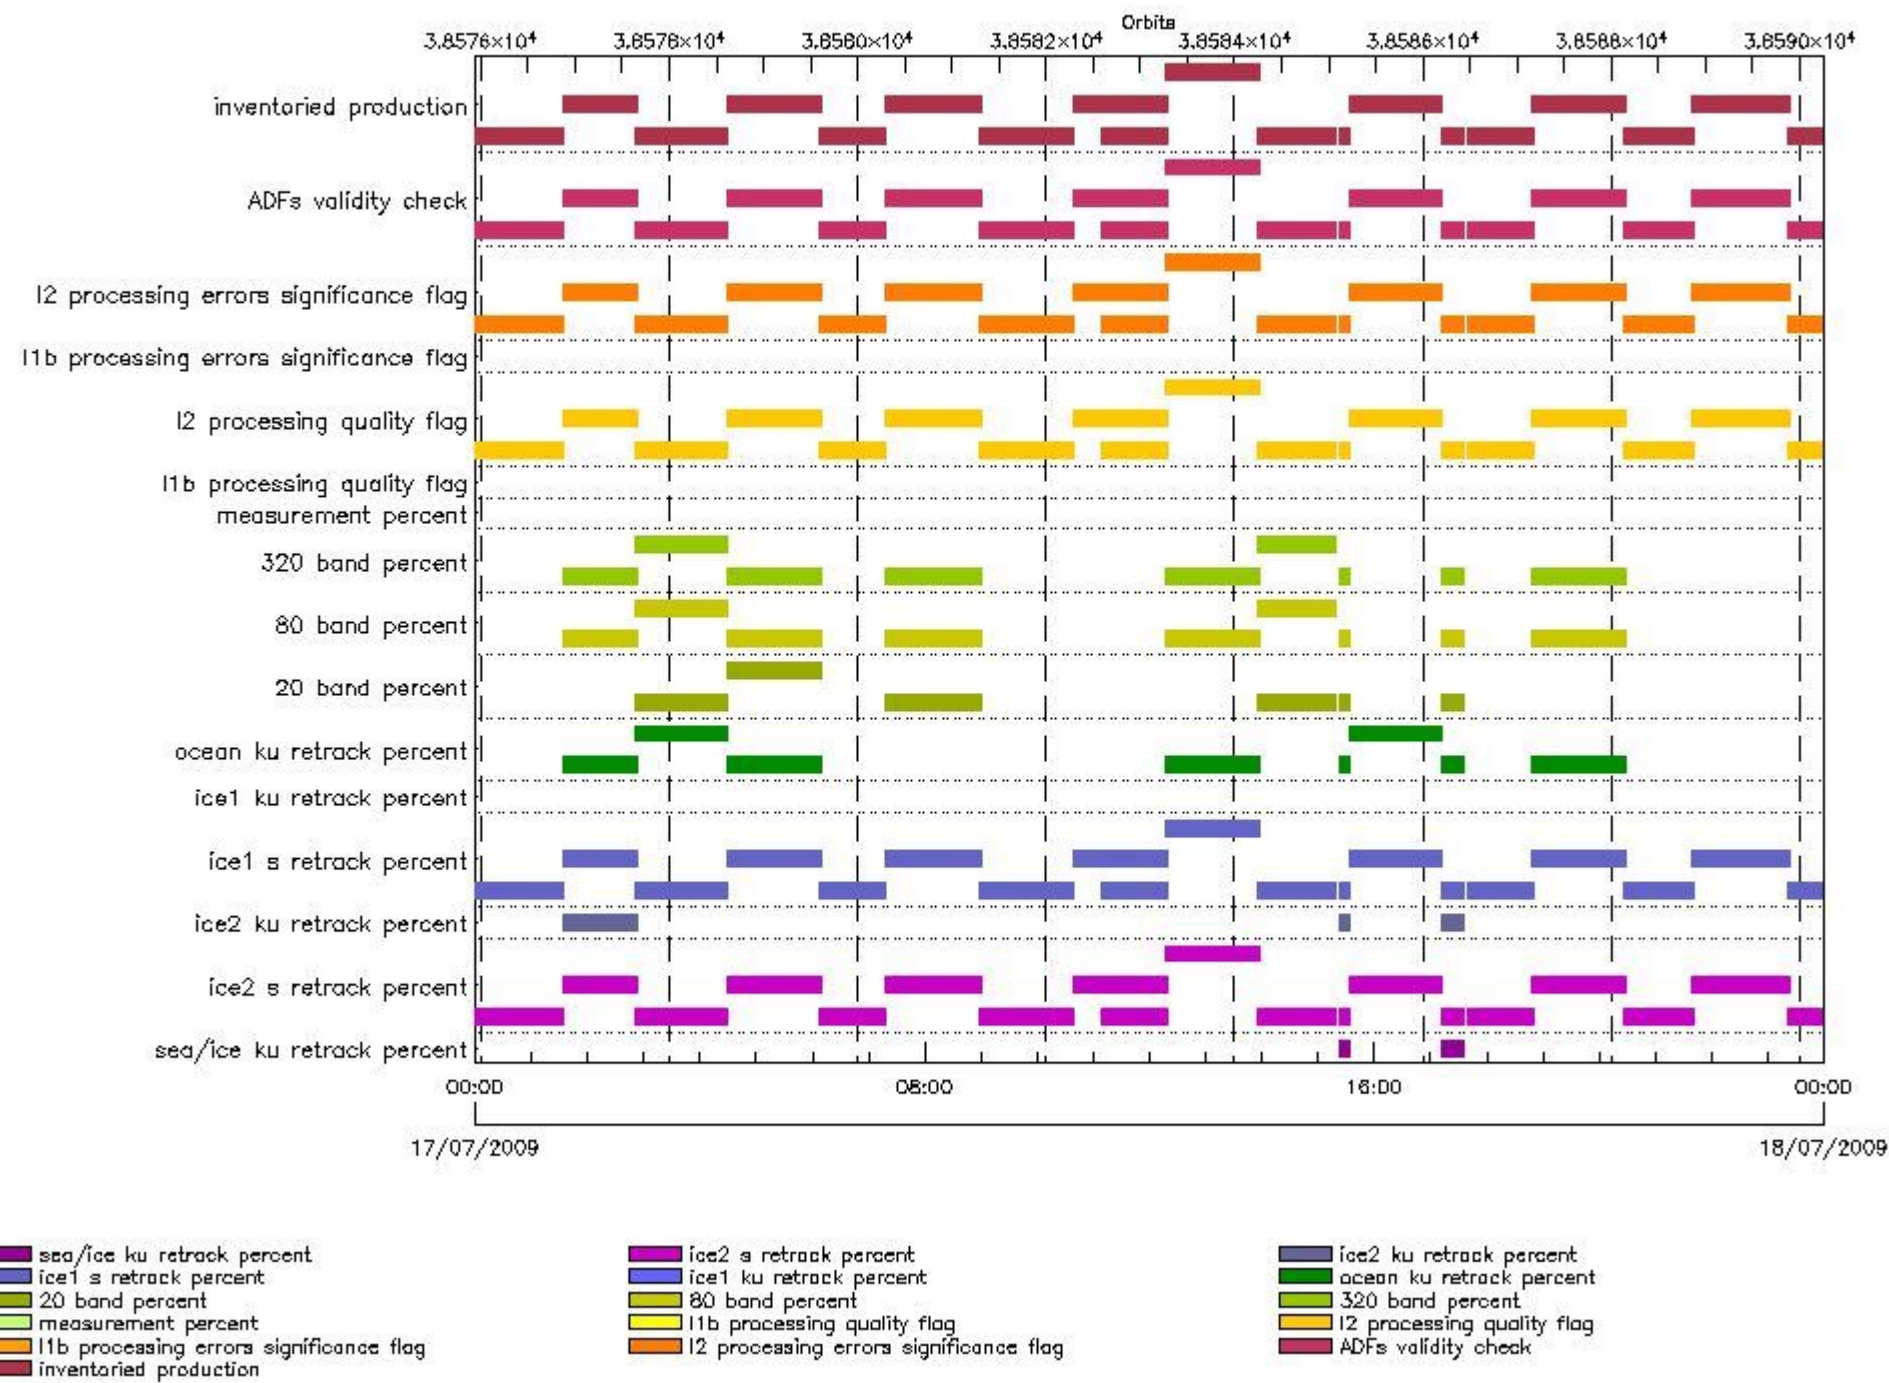 Orbits
3.8576×10⁴ 3.8578×10⁴ 3.8580×10⁴ 3.8582×10⁴ 3.8584×10⁴ 3.8586×10⁴ 3.8588×10⁴ 3.8590×10⁴
inventoried production
ADFs validity check
l2 processing errors significance flag
l1b processing errors significance flag
l2 processing quality flag
l1b processing quality flag
measurement percent
320 band percent
80 band percent
20 band percent
ocean ku retrack percent
ice1 ku retrack percent
ice1 s retrack percent
ice2 ku retrack percent
ice2 s retrack percent
sea/ice ku retrack percent
00:00 08:00 16:00 00:00
17/07/2009 18/07/2009
sea/ice ku retrack percent ice2 s retrack percent ice2 ku retrack percent
ice1 s retrack percent ice1 ku retrack percent ocean ku retrack percent
20 band percent 80 band percent 320 band percent
measurement percent l1b processing quality flag l2 processing quality flag
l1b processing errors significance flag l2 processing errors significance flag ADFs validity check
inventoried production